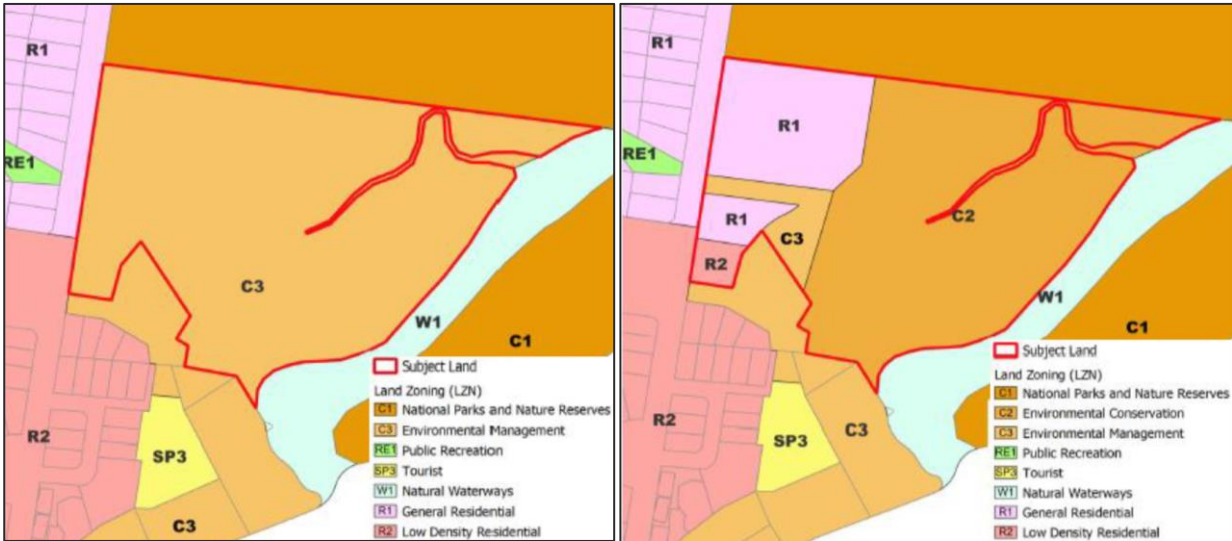 R1
RE1
C3
W1
C1
R2
SP3
C3
Subject Land
Land Zoning (LZN)
C1 National Parks and Nature Reserves
C3 Environmental Management
RE1 Public Recreation
SP3 Tourist
W1 Natural Waterways
R1 General Residential
R2 Low Density Residential
R1
R1
RE1
R1
C3
C2
R2
W1
C1
R2
SP3
C3
Subject Land
Land Zoning (LZN)
C1 National Parks and Nature Reserves
C2 Environmental Conservation
C3 Environmental Management
RE1 Public Recreation
SP3 Tourist
W1 Natural Waterways
R1 General Residential
R2 Low Density Residential